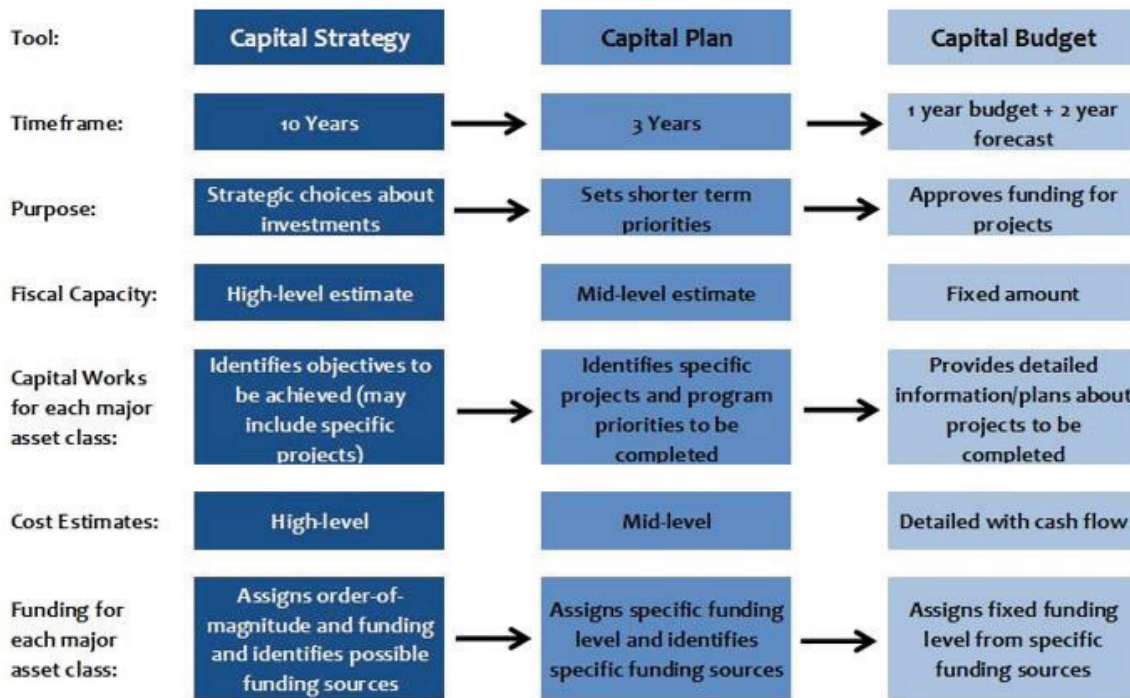 Tool:
Capital Strategy
Capital Plan
Capital Budget
Timeframe:
10 Years
3 Years
1 year budget + 2 year
forecast
Purpose:
Strategic choices about
investments
Sets shorter term
priorities
Approves funding for
projects
Fiscal Capacity:
High-level estimate
Mid-level estimate
Fixed amount
Capital Works
for each major
asset class:
Identifies objectives to
be achieved (may
include specific
projects)
Identifies specific
projects and program
priorities to be
completed
Provides detailed
information/plans about
projects to be
completed
Cost Estimates:
High-level
Mid-level
Detailed with cash flow
Funding for
each major
asset class:
Assigns order-of-
magnitude and funding
and identifies possible
funding sources
Assigns specific funding
level and identifies
specific funding sources
Assigns fixed funding
level from specific
funding sources